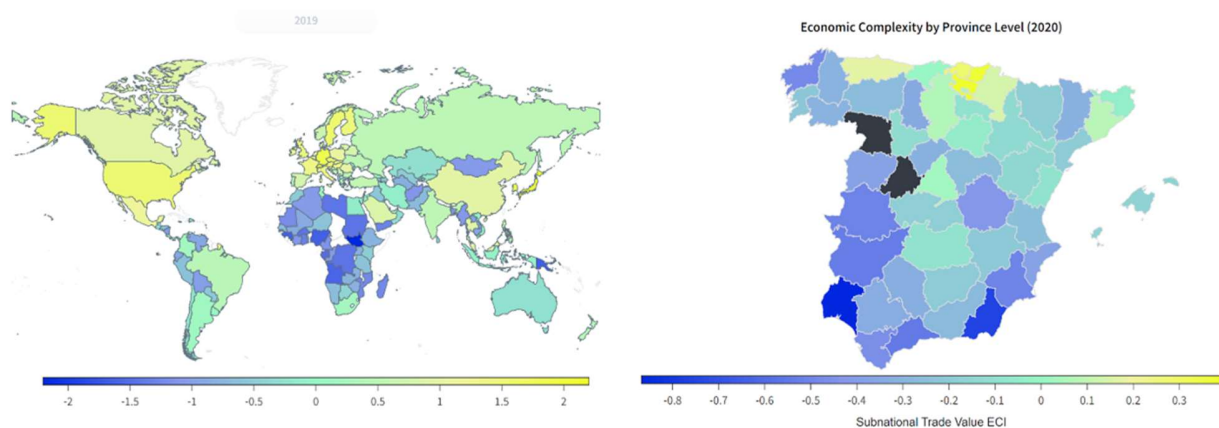 2019
-2 -1.5 -1 -0.5 0 0.5 1 1.5 2
Economic Complexity by Province Level (2020)
-0.8 -0.7 -0.6 -0.5 -0.4 -0.3 -0.2 -0.1 0 0.1 0.2 0.3
Subnational Trade Value ECI